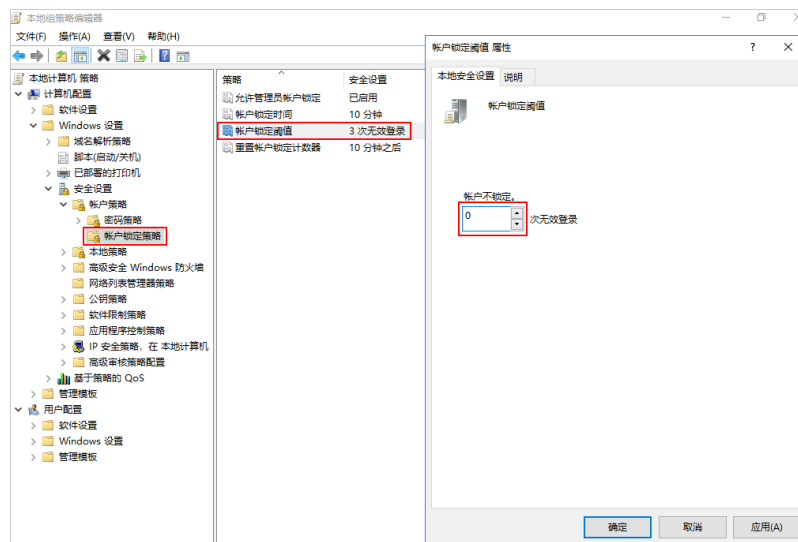 本地组策略编辑器
文件(F) 操作(A) 查看(V) 帮助(H)
本地计算机 策略
计算机配置
软件设置
Windows 设置
域名解析策略
脚本(启动/关机)
已部署的打印机
安全设置
帐户策略
密码策略
帐户锁定策略
本地策略
高级安全 Windows 防火墙
网络列表管理器策略
公钥策略
软件限制策略
应用程序控制策略
IP 安全策略，在 本地计算机
高级审核策略配置
基于策略的 QoS
管理模板
用户配置
软件设置
Windows 设置
管理模板
策略 安全设置
允许管理员帐户锁定 已启用
帐户锁定时间 10 分钟
帐户锁定阈值 3 次无效登录
重置帐户锁定计数器 10 分钟之后
帐户锁定阈值 属性
本地安全设置 说明
帐户锁定阈值
帐户不锁定。
0 次无效登录
确定 取消 应用(A)